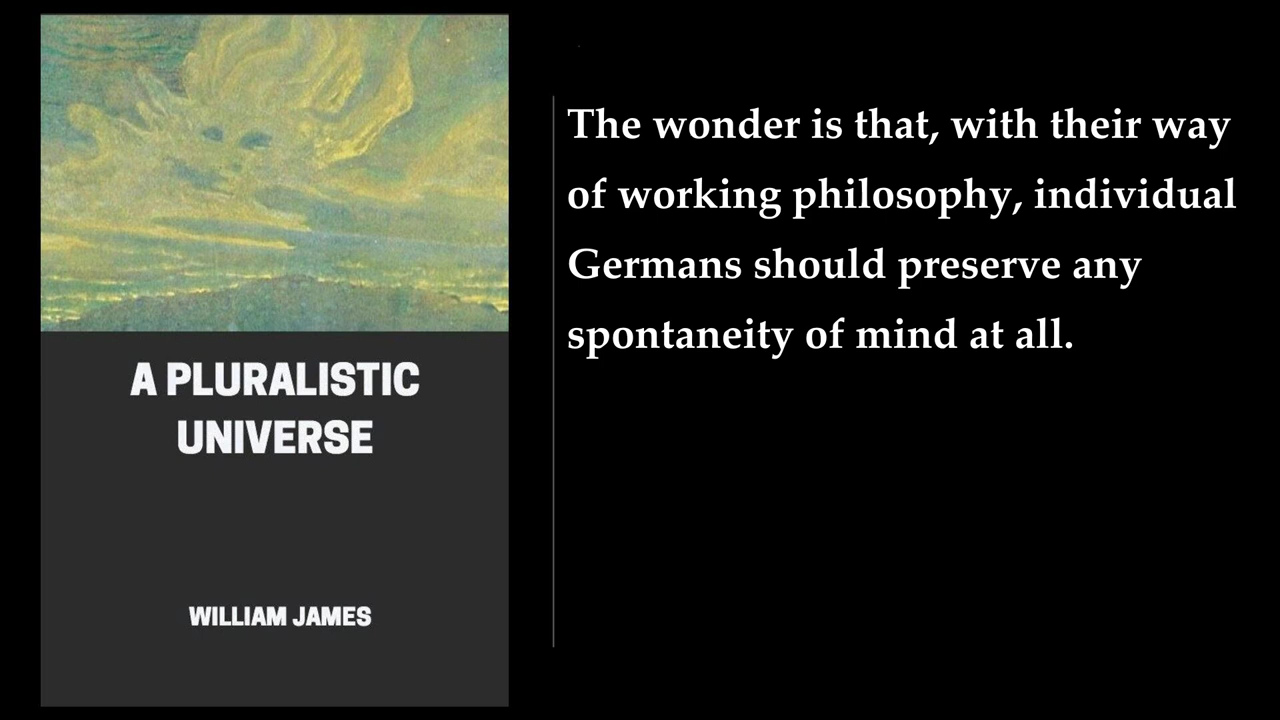 A PLURALISTIC
UNIVERSE
WILLIAM JAMES
The wonder is that, with their way
of working philosophy, individual
Germans should preserve any
spontaneity of mind at all.